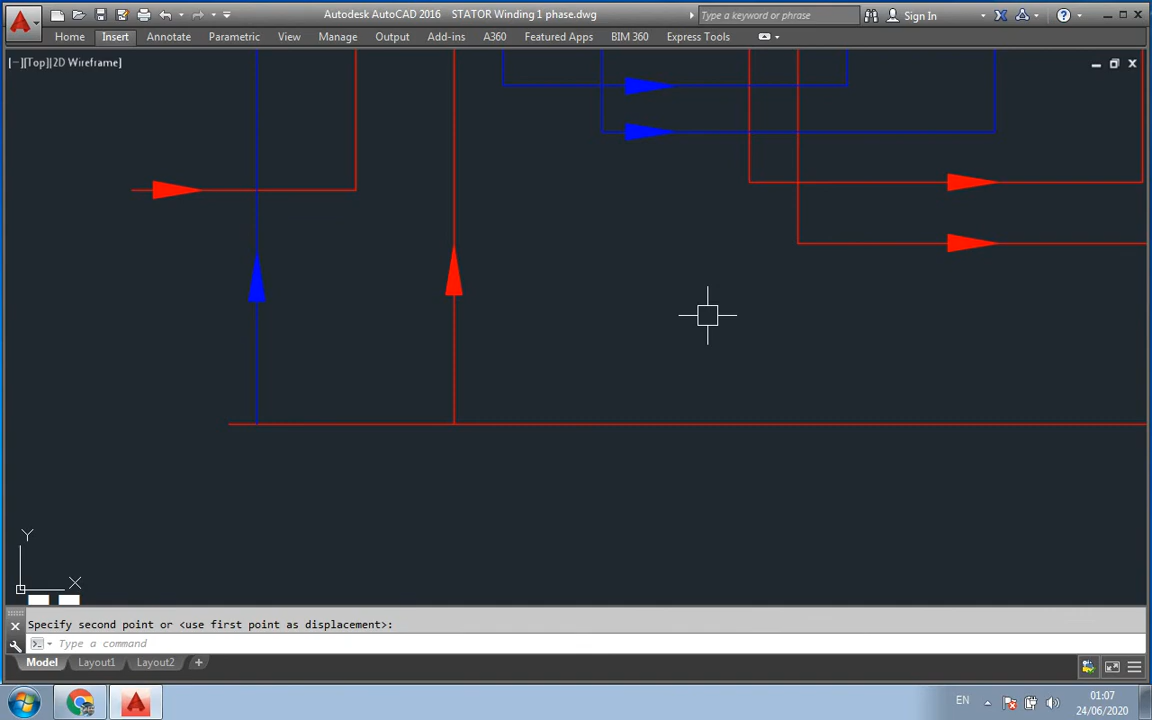 Autodesk AutoCAD 2016 STATOR Winding 1 phase.dwg
Type a keyword or phrase
Sign In
Home Insert Annotate Parametric View Manage Output Add-ins A360 Featured Apps BIM 360 Express Tools
[−][Top][2D Wireframe]
Y
X
Specify second point or <use first point as displacement>:
Type a command
Model Layout1 Layout2
EN
01:07
24/06/2020